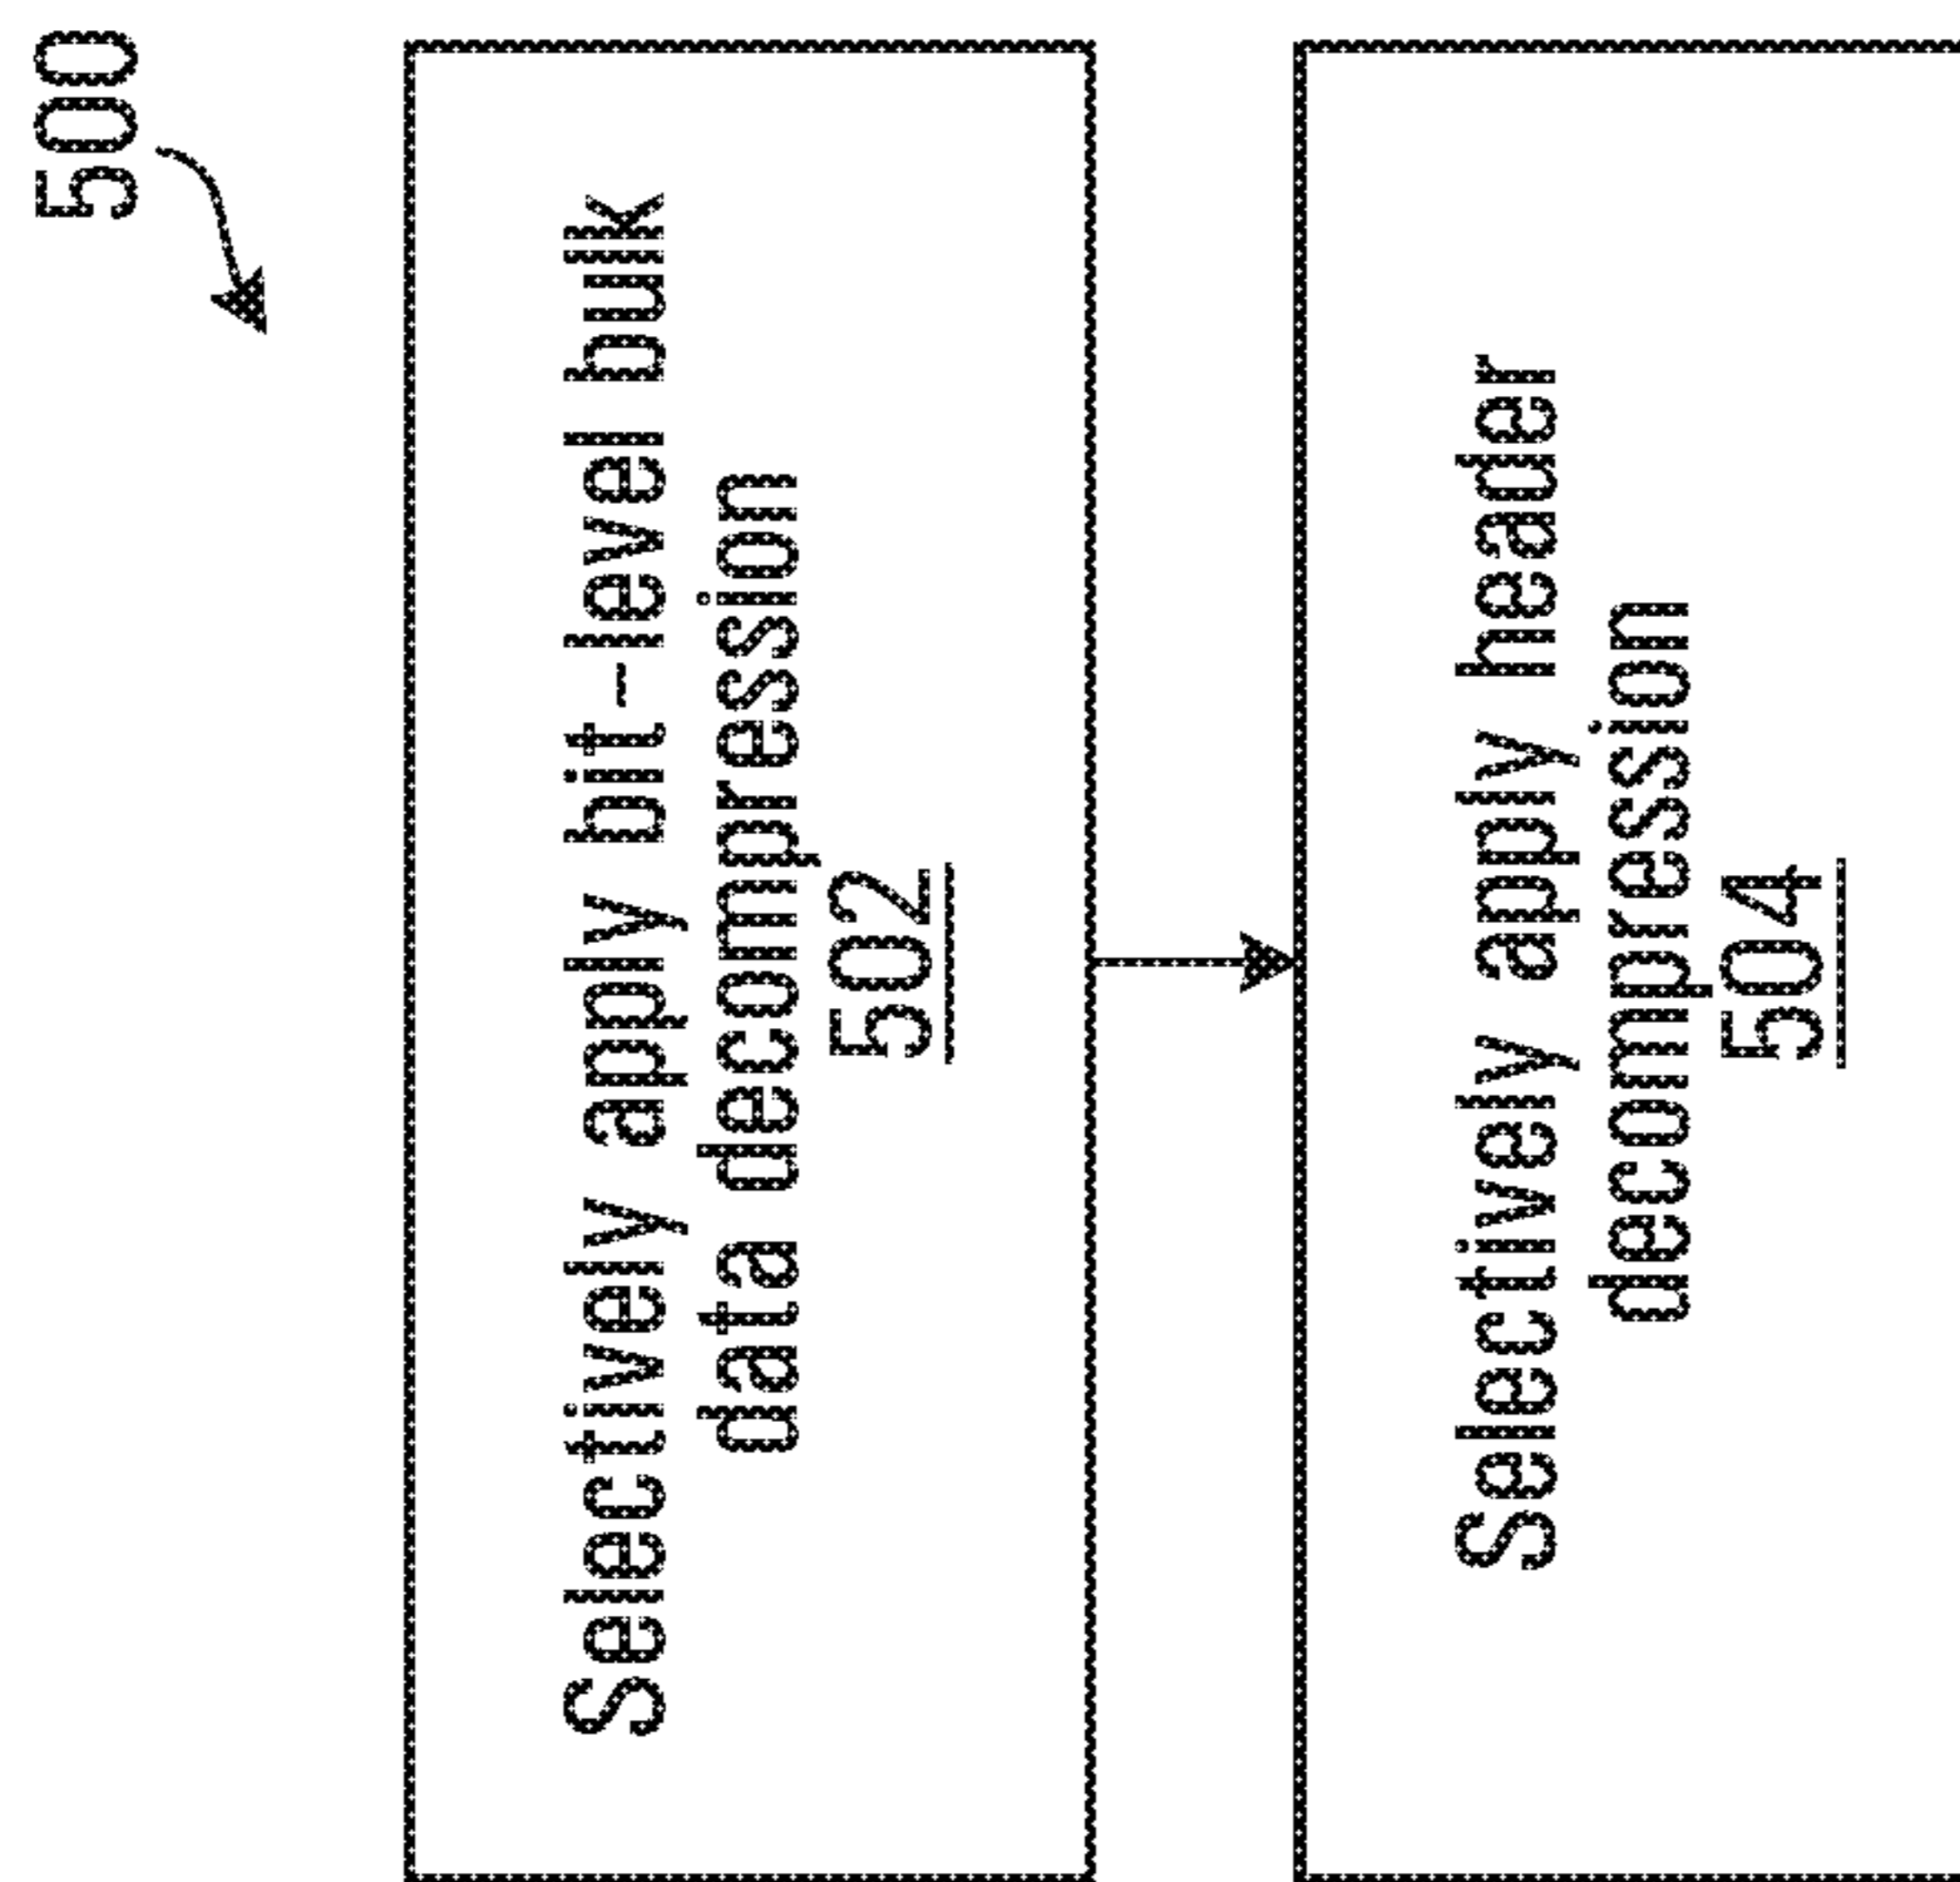 500
Selectively apply bit-level bulk
data decompression
502
Selectively apply header
decompression
504